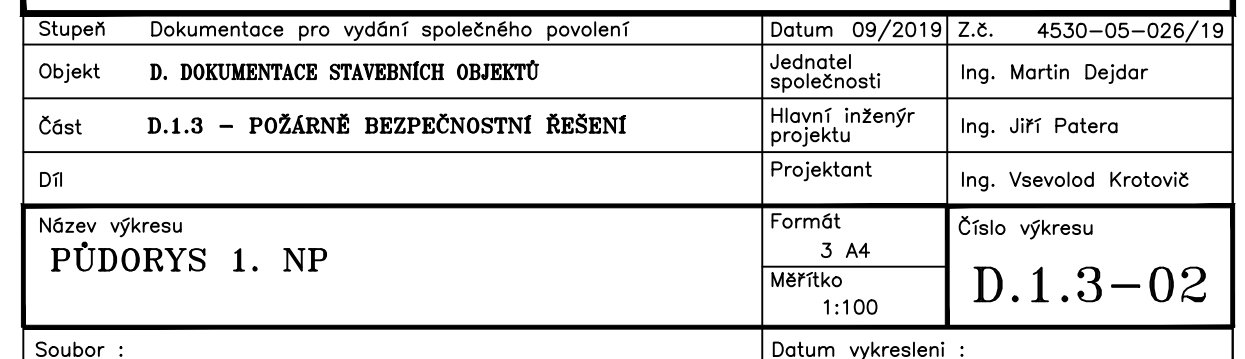 Stupeň Dokumentace pro vydání společného povolení Datum 09/2019 Z.č. 4530-05-026/19
Objekt D. DOKUMENTACE STAVEBNÍCH OBJEKTŮ Jednatel
společnosti Ing. Martin Dejdar
Část D.1.3 - POŽÁRNĚ BEZPEČNOSTNÍ ŘEŠENÍ Hlavní inženýr
projektu Ing. Jiří Patera
Díl Projektant Ing. Vsevolod Krotovič
Název výkresu Formát Číslo výkresu
PŮDORYS 1. NP 3 A4
Měřítko D.1.3-02
1:100
Soubor : Datum vykresleni :